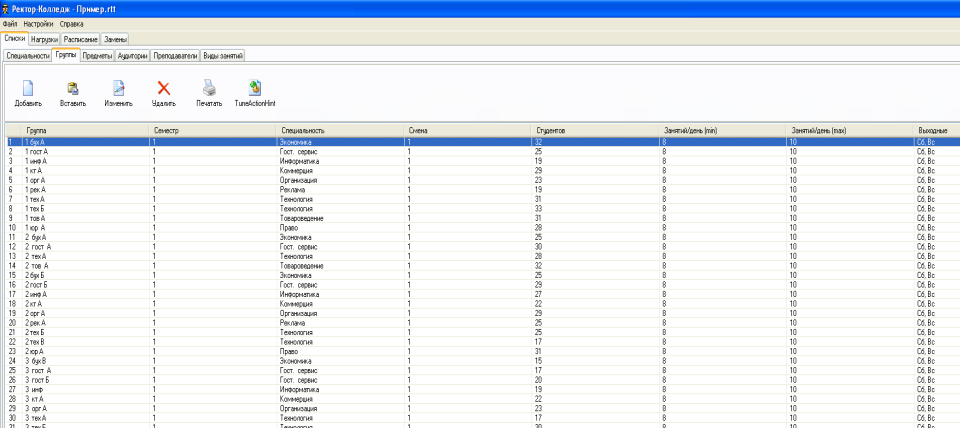 Ректор-Колледж - Пример.rtt
Файл Настройки Справка
Списки Нагрузки Расписание Замены
Специальности Группы Предметы Аудитории Преподаватели Виды занятий
Добавить Вставить Изменить Удалить Печатать TuneActionHint
Группа Семестр Специальность Смена Студентов Занятий/день (min) Занятий/день (max) Выходные
1 1 бух А 1 Экономика 1 32 8 10 Сб, Вс
2 1 гост А 1 Гост. сервис 1 25 8 10 Сб, Вс
3 1 инф А 1 Информатика 1 19 8 10 Сб, Вс
4 1 кт А 1 Коммерция 1 29 8 10 Сб, Вс
5 1 орг А 1 Организация 1 23 8 10 Сб, Вс
6 1 рек А 1 Реклама 1 19 8 10 Сб, Вс
7 1 тех А 1 Технология 1 31 8 10 Сб, Вс
8 1 тех Б 1 Технология 1 33 8 10 Сб, Вс
9 1 тов А 1 Товароведение 1 31 8 10 Сб, Вс
10 1 юр А 1 Право 1 28 8 10 Сб, Вс
11 2 бух А 1 Экономика 1 25 8 10 Сб, Вс
12 2 гост А 1 Гост. сервис 1 30 8 10 Сб, Вс
13 2 тех А 1 Технология 1 28 8 10 Сб, Вс
14 2 тов А 1 Товароведение 1 32 8 10 Сб, Вс
15 2 бух Б 1 Экономика 1 25 8 10 Сб, Вс
16 2 гост Б 1 Гост. сервис 1 29 8 10 Сб, Вс
17 2 инф А 1 Информатика 1 27 8 10 Сб, Вс
18 2 кт А 1 Коммерция 1 22 8 10 Сб, Вс
19 2 орг А 1 Организация 1 29 8 10 Сб, Вс
20 2 рек А 1 Реклама 1 25 8 10 Сб, Вс
21 2 тех Б 1 Технология 1 25 8 10 Сб, Вс
22 2 тех В 1 Технология 1 17 8 10 Сб, Вс
23 2 юр А 1 Право 1 31 8 10 Сб, Вс
24 3 бух В 1 Экономика 1 15 8 10 Сб, Вс
25 3 гост А 1 Гост. сервис 1 17 8 10 Сб, Вс
26 3 гост Б 1 Гост. сервис 1 20 8 10 Сб, Вс
27 3 инф 1 Информатика 1 19 8 10 Сб, Вс
28 3 кт А 1 Коммерция 1 22 8 10 Сб, Вс
29 3 орг А 1 Организация 1 23 8 10 Сб, Вс
30 3 тех А 1 Технология 1 17 8 10 Сб, Вс
31 3 тех Б 1 Технология 1 30 8 10 Сб, Вс